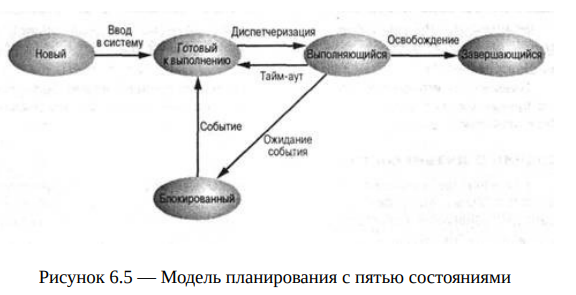 Ввод
в систему
Диспетчеризация
Освобождение
Новый
Готовый
к выполнению
Выполняющийся
Завершающийся
Тайм-аут
Событие
Ожидание
события
Блокированный
Рисунок 6.5 — Модель планирования с пятью состояниями